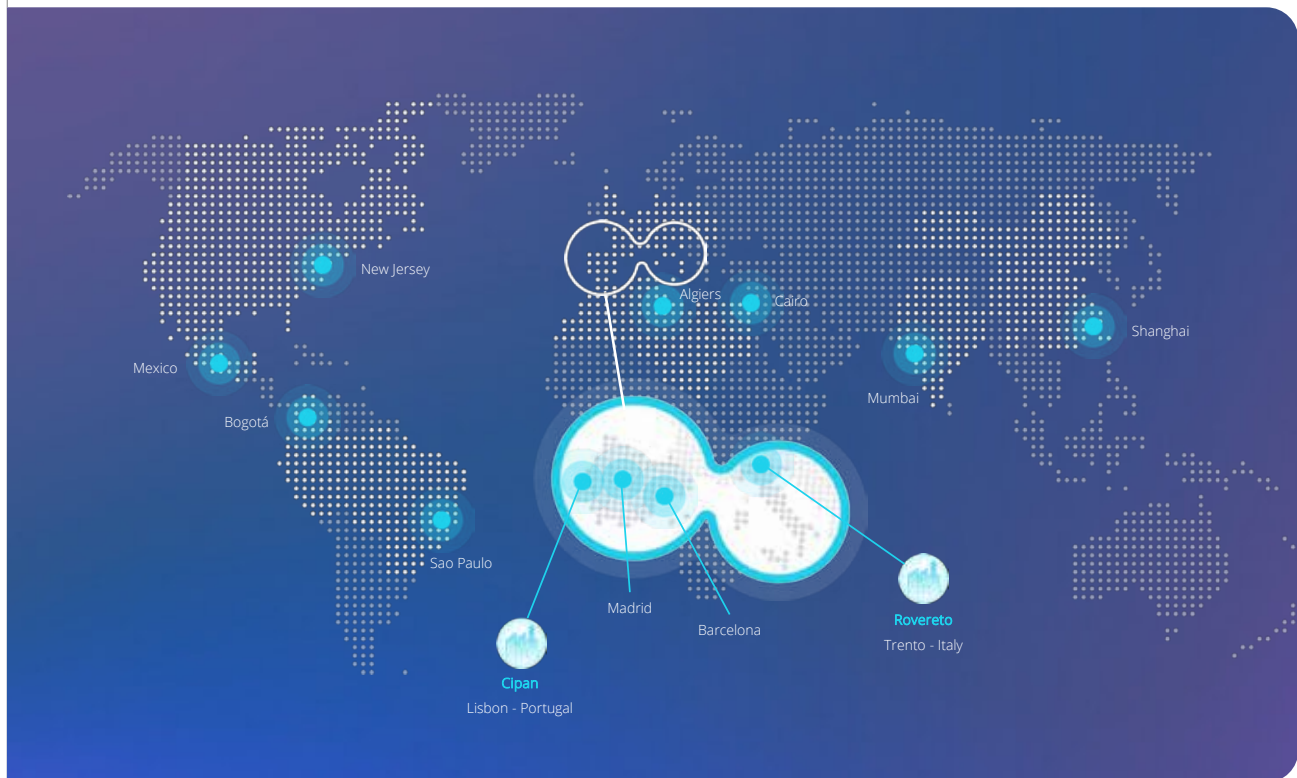 New Jersey
Algiers
Cairo
Shanghai
Mexico
Mumbai
Bogotá
Sao Paulo
Madrid
Barcelona
Rovereto
Trento - Italy
Cipan
Lisbon - Portugal